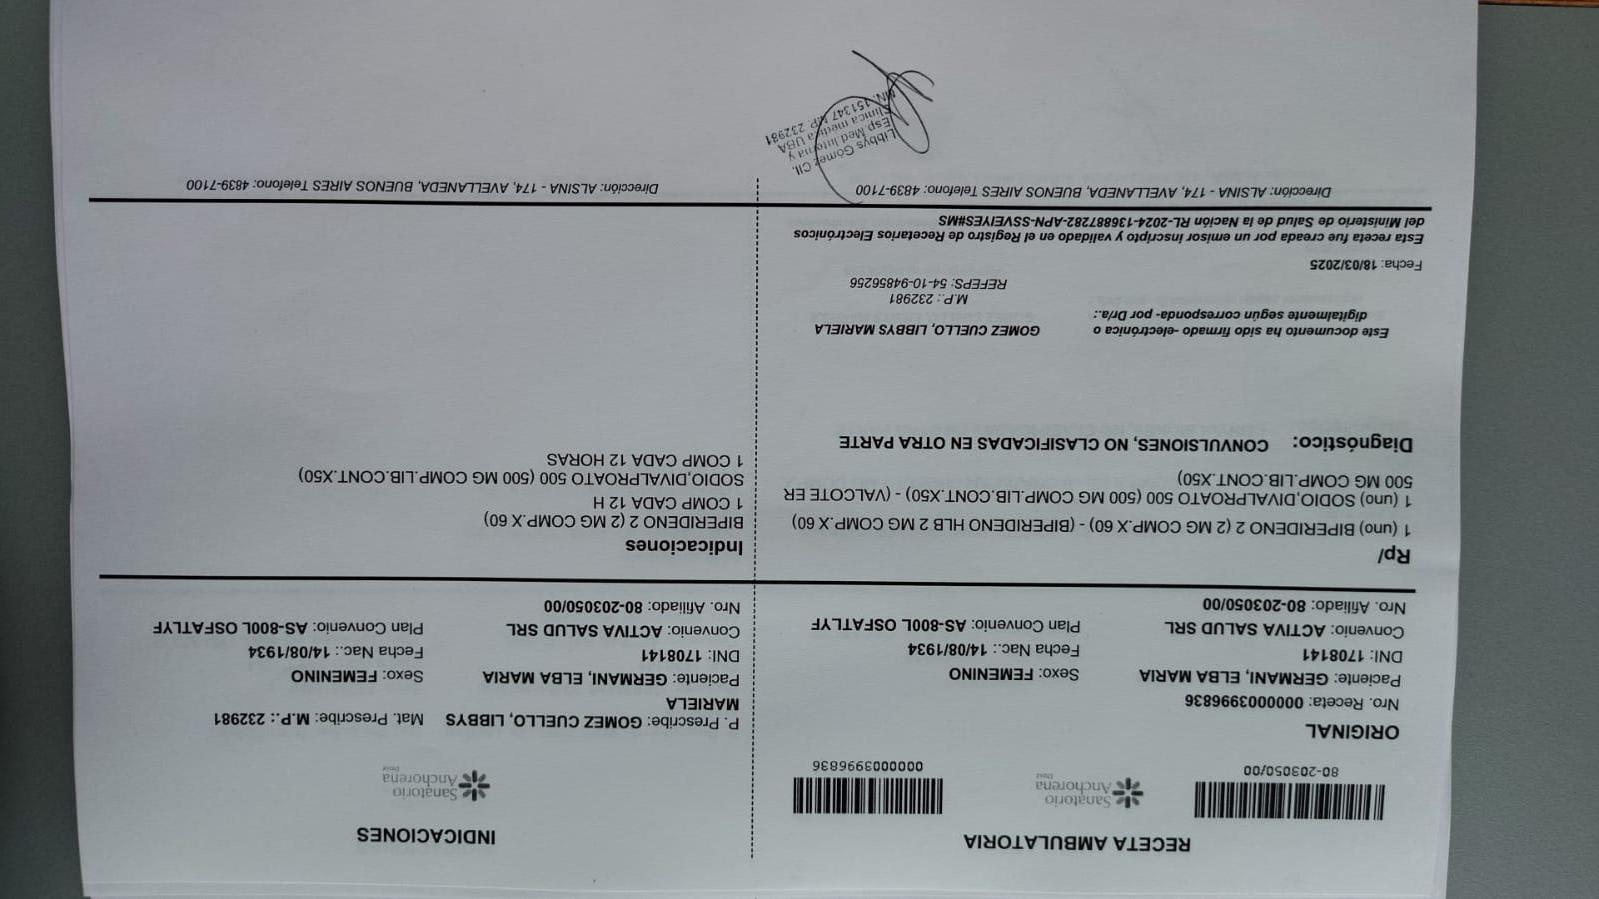 RECETA AMBULATORIA
80-203050/00
Sanatorio
Anchorena
0000003996836
ORIGINAL
Nro. Receta: 0000003996836
Paciente: GERMANI, ELBA MARIA
Sexo: FEMENINO
DNI: 1708141
Fecha Nac.: 14/08/1934
Convenio: ACTIVA SALUD SRL
Plan Convenio: AS-800L OSFATLYF
Nro. Afiliado: 80-203050/00
Rp/
1 (uno) BIPERIDENO 2 (2 MG COMP.X 60) - (BIPERIDENO HLB 2 MG COMP.X 60)
1 (uno) SODIO,DIVALPROATO 500 (500 MG COMP.LIB.CONT.X50) - (VALCOTE ER
500 MG COMP.LIB.CONT.X50)
Diagnóstico: CONVULSIONES, NO CLASIFICADAS EN OTRA PARTE
Este documento ha sido firmado -electrónica o
digitalmente según corresponda- por Dr/a.:
GOMEZ CUELLO, LIBBYS MARIELA
M.P.: 232981
REFEPS: 54-10-94856256
Fecha: 18/03/2025
Esta receta fue creada por un emisor inscripto y validado en el Registro de Recetarios Electrónicos
del Ministerio de Salud de la Nación RL-2024-136887282-APN-SSVEIYES#MS
Dirección: ALSINA - 174, AVELLANEDA, BUENOS AIRES Telefono: 4839-7100
Libbys Gómez Cll.
Esp Med Interna y
Clínica médica UBA
MN. 151347 M.P. 232981
INDICACIONES
Sanatorio
Anchorena
P. Prescribe: GOMEZ CUELLO, LIBBYS
MARIELA
Mat. Prescribe: M.P.: 232981
Paciente: GERMANI, ELBA MARIA
Sexo: FEMENINO
DNI: 1708141
Fecha Nac.: 14/08/1934
Convenio: ACTIVA SALUD SRL
Plan Convenio: AS-800L OSFATLYF
Nro. Afiliado: 80-203050/00
Indicaciones
BIPERIDENO 2 (2 MG COMP.X 60)
1 COMP CADA 12 H
SODIO,DIVALPROATO 500 (500 MG COMP.LIB.CONT.X50)
1 COMP CADA 12 HORAS
Dirección: ALSINA - 174, AVELLANEDA, BUENOS AIRES Telefono: 4839-7100